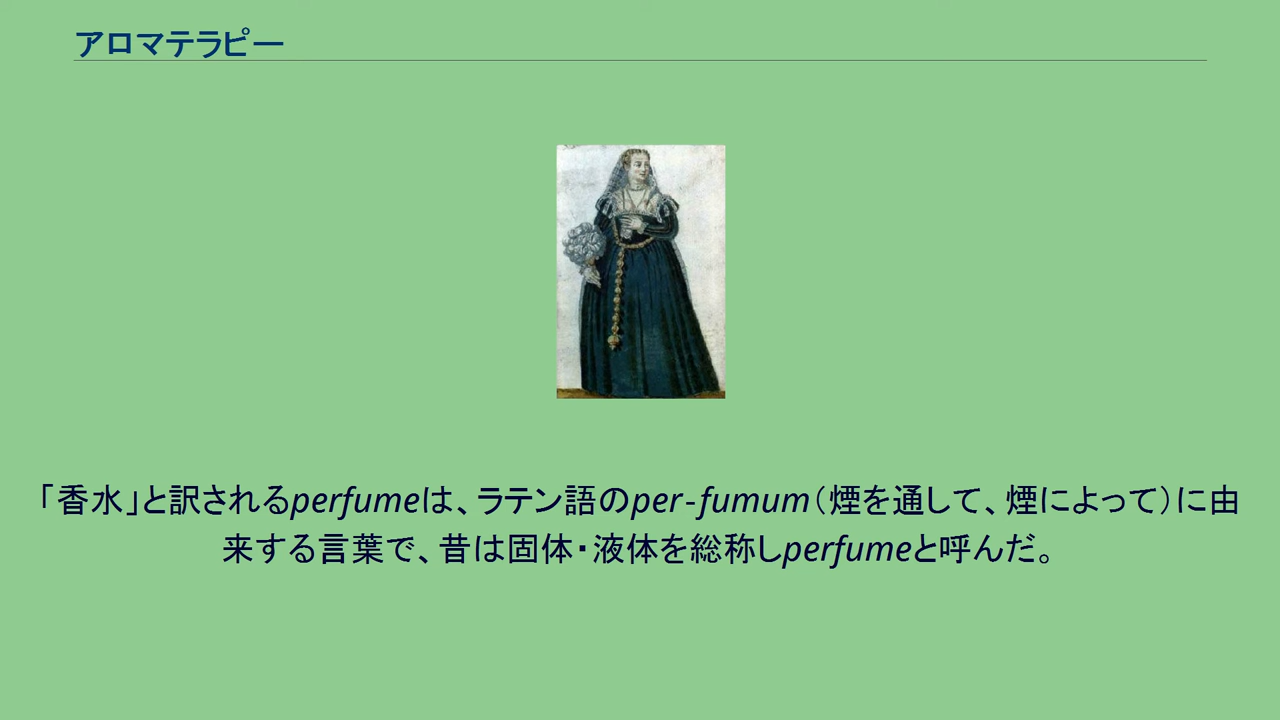 アロマテラピー
「香水」と訳されるperfumeは、ラテン語のper-fumum（煙を通して、煙によって）に由
来する言葉で、昔は固体・液体を総称しperfumeと呼んだ。